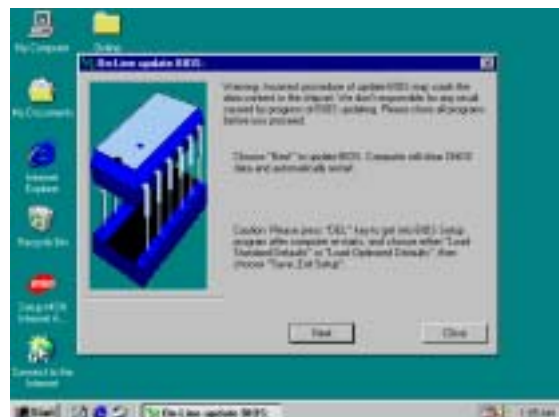 My Computer
Online
My Documents
Internet
Explorer
Recycle Bin
Setup MSN
Internet A...
Connect to the
Internet
On-Line update BIOS:
Warning: Incorrect procedure of update BIOS may crash the
data content in the chipset. We don't responsible for any result
caused by program of BIOS updating. Please close all programs
before you proceed.
Choose "Next" to update BIOS. Computer will clear CMOS
data and automatically restart.
Caution: Please press "DEL" key to get into BIOS Setup
program after computer re-starts, and choose either "Load
Standard Defaults" or "Load Optimized Defaults", then
choose "Save_Exit Setup".
Next
Close
Start
On-Line update BIOS: